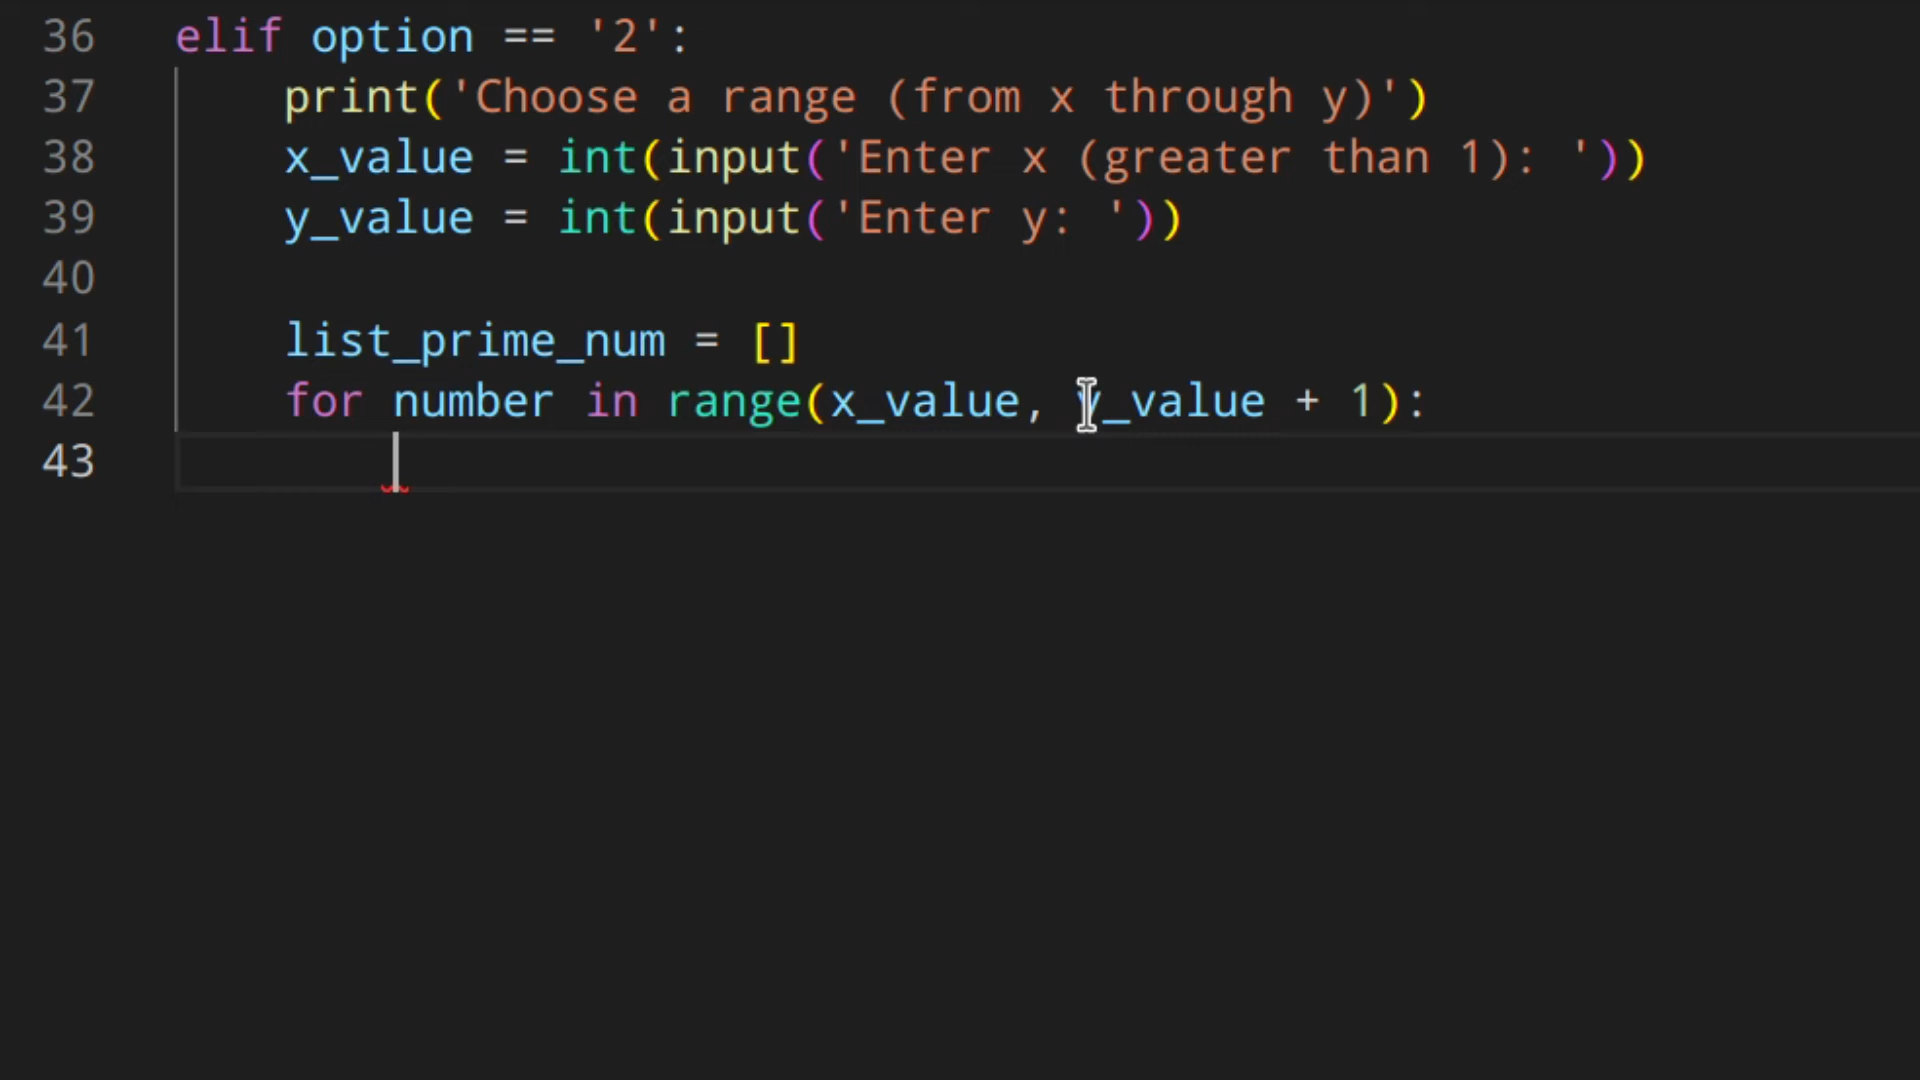 36 elif option == '2':
37 print('Choose a range (from x through y)')
38 x_value = int(input('Enter x (greater than 1): '))
39 y_value = int(input('Enter y: '))
40
41 list_prime_num = []
42 for number in range(x_value, y_value + 1):
43